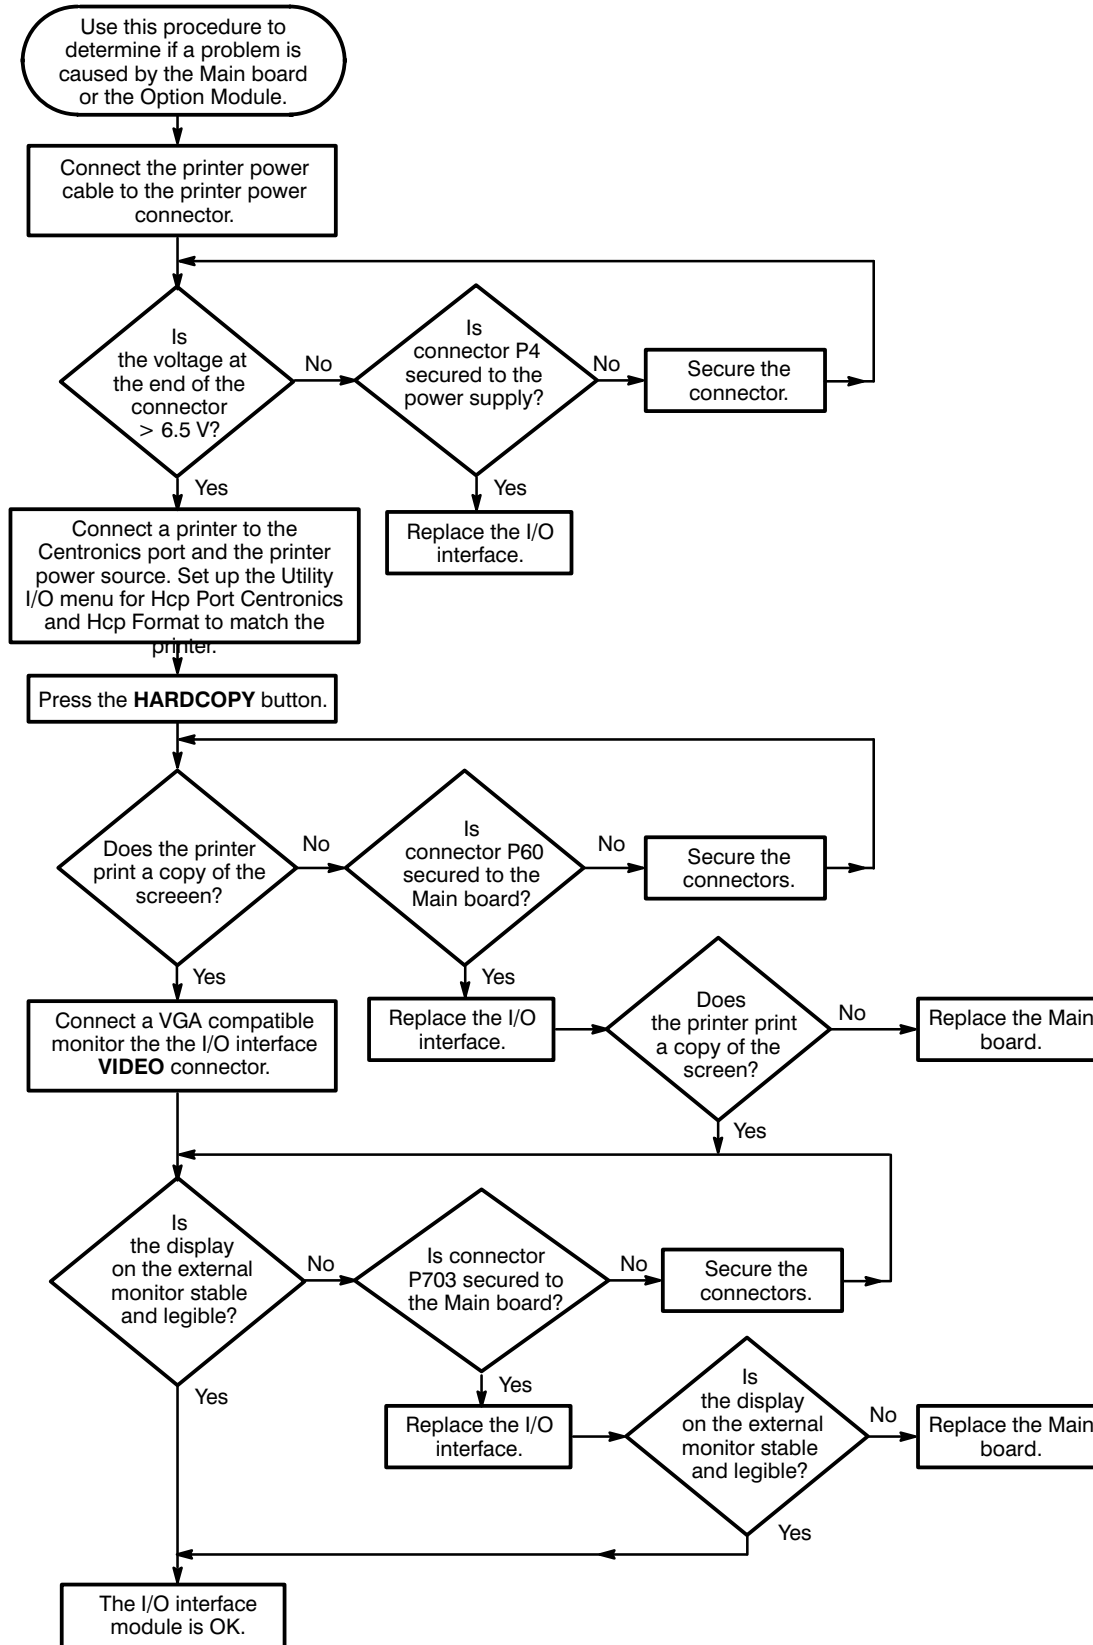 Use this procedure to
determine if a problem is
caused by the Main board
or the Option Module.
Connect the printer power
cable to the printer power
connector.
Is
the voltage at
the end of the
connector
> 6.5 V?
No
Is
connector P4
secured to the
power supply?
No
Secure the
connector.
Yes
Yes
Connect a printer to the
Centronics port and the printer
power source. Set up the Utility
I/O menu for Hcp Port Centronics
and Hcp Format to match the
printer.
Replace the I/O
interface.
Press the HARDCOPY button.
Does the printer
print a copy of the
screeen?
No
Is
connector P60
secured to the
Main board?
No
Secure the
connectors.
Yes
Yes
Connect a VGA compatible
monitor the the I/O interface
VIDEO connector.
Replace the I/O
interface.
Does
the printer print
a copy of the
screen?
No
Replace the Main
board.
Yes
Is
the display
on the external
monitor stable
and legible?
No
Is connector
P703 secured to
the Main board?
No
Secure the
connectors.
Yes
Yes
Replace the I/O
interface.
Is
the display
on the external
monitor stable
and legible?
No
Replace the Main
board.
Yes
The I/O interface
module is OK.